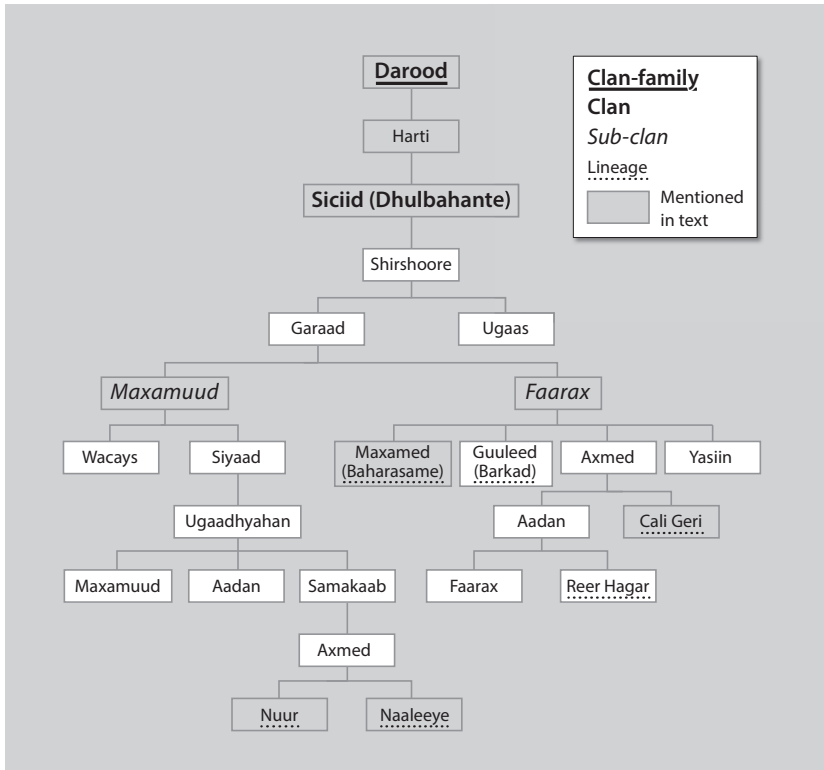 Darood
Harti
Siciid (Dhulbahante)
Shirshoore
Garaad
Ugaas
Maxamuud
Faarax
Wacays
Siyaad
Maxamed
(Baharasame)
Guuleed
(Barkad)
Axmed
Yasiin
Ugaadhyahan
Aadan
Cali Geri
Maxamuud
Aadan
Samakaab
Faarax
Reer Hagar
Axmed
Nuur
Naaleeye
Clan-family
Clan
Sub-clan
Lineage
Mentioned
in text